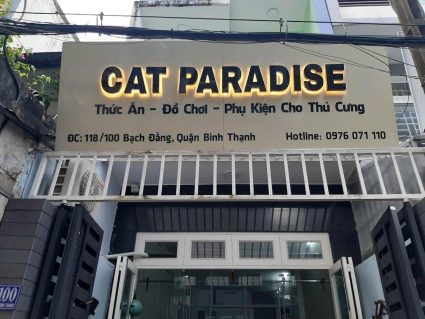 CAT PARADISE
Thức Ăn - Đồ Chơi - Phụ Kiện Cho Thú Cưng
ĐC: 118/100 Bạch Đằng, Quận Bình Thạnh
Hotline: 0976 071 110
100